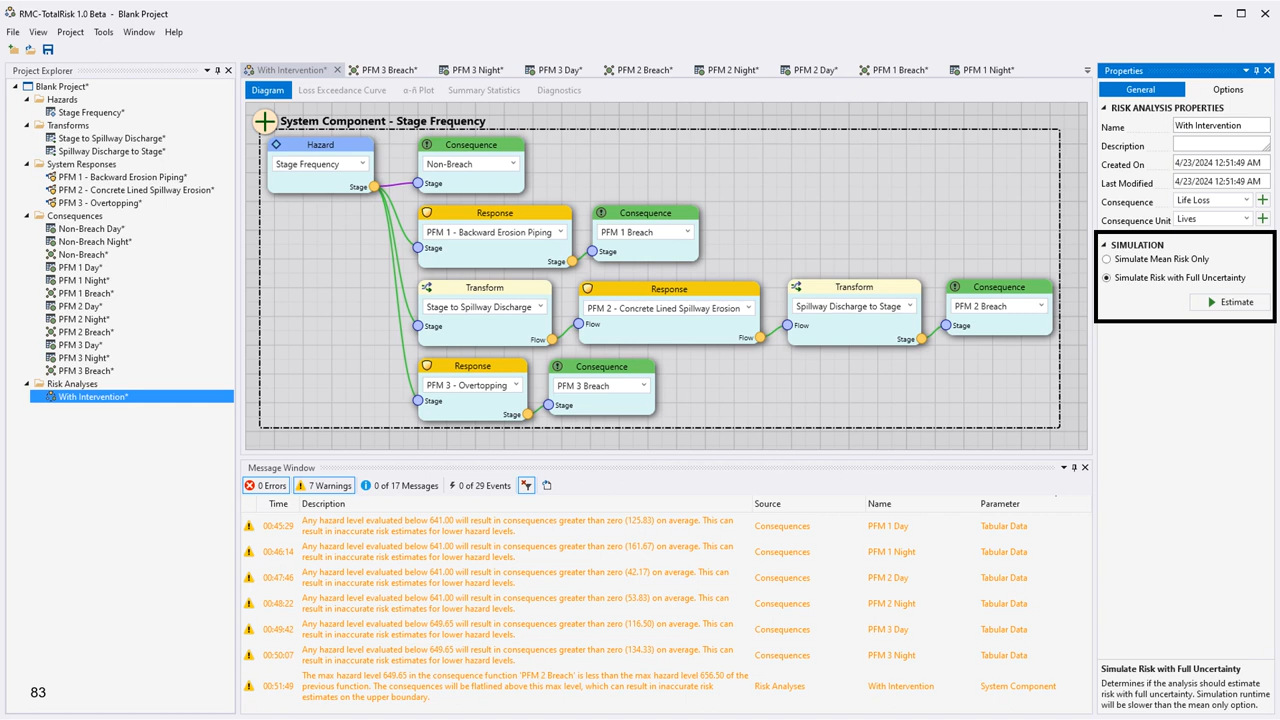 RMC-TotalRisk 1.0 Beta - Blank Project
File View Project Tools Window Help
Project Explorer
Blank Project*
Hazards
Stage Frequency*
Transforms
Stage to Spillway Discharge*
Spillway Discharge to Stage*
System Responses
PFM 1 - Backward Erosion Piping*
PFM 2 - Concrete Lined Spillway Erosion*
PFM 3 - Overtopping*
Consequences
Non-Breach Day*
Non-Breach Night*
Non-Breach*
PFM 1 Day*
PFM 1 Night*
PFM 1 Breach*
PFM 2 Day*
PFM 2 Night*
PFM 2 Breach*
PFM 3 Day*
PFM 3 Night*
PFM 3 Breach*
Risk Analyses
With Intervention*
83
With Intervention* PFM 3 Breach* PFM 3 Night* PFM 3 Day* PFM 2 Breach* PFM 2 Night* PFM 2 Day* PFM 1 Breach* PFM 1 Night*
Diagram Loss Exceedance Curve α-ñ Plot Summary Statistics Diagnostics
System Component - Stage Frequency
Hazard
Stage Frequency
Stage
Consequence
Non-Breach
Stage
Response
PFM 1 - Backward Erosion Piping
Stage
Stage
Consequence
PFM 1 Breach
Stage
Transform
Stage to Spillway Discharge
Stage
Flow
Response
PFM 2 - Concrete Lined Spillway Erosion
Flow
Flow
Transform
Spillway Discharge to Stage
Flow
Stage
Consequence
PFM 2 Breach
Stage
Response
PFM 3 - Overtopping
Stage
Stage
Consequence
PFM 3 Breach
Stage
Message Window
0 Errors 7 Warnings 0 of 17 Messages 0 of 29 Events
Time Description Source Name Parameter
00:45:29 Any hazard level evaluated below 641.00 will result in consequences greater than zero (125.83) on average. This can
result in inaccurate risk estimates for lower hazard levels. Consequences PFM 1 Day Tabular Data
00:46:14 Any hazard level evaluated below 641.00 will result in consequences greater than zero (161.67) on average. This can
result in inaccurate risk estimates for lower hazard levels. Consequences PFM 1 Night Tabular Data
00:47:46 Any hazard level evaluated below 641.00 will result in consequences greater than zero (42.17) on average. This can
result in inaccurate risk estimates for lower hazard levels. Consequences PFM 2 Day Tabular Data
00:48:22 Any hazard level evaluated below 641.00 will result in consequences greater than zero (53.83) on average. This can
result in inaccurate risk estimates for lower hazard levels. Consequences PFM 2 Night Tabular Data
00:49:42 Any hazard level evaluated below 649.65 will result in consequences greater than zero (116.50) on average. This can
result in inaccurate risk estimates for lower hazard levels. Consequences PFM 3 Day Tabular Data
00:50:07 Any hazard level evaluated below 649.65 will result in consequences greater than zero (134.33) on average. This can
result in inaccurate risk estimates for lower hazard levels. Consequences PFM 3 Night Tabular Data
The max hazard level 649.65 in the consequence function 'PFM 2 Breach' is less than the max hazard level 656.50 of the
00:51:49 previous function. The consequences will be flatlined above this max level, which can result in inaccurate risk Risk Analyses With Intervention System Component
estimates on the upper boundary.
Properties
General Options
RISK ANALYSIS PROPERTIES
Name With Intervention
Description
Created On 4/23/2024 12:51:49 AM
Last Modified 4/23/2024 12:51:49 AM
Consequence Life Loss
Consequence Unit Lives
SIMULATION
Simulate Mean Risk Only
Simulate Risk with Full Uncertainty
Estimate
Simulate Risk with Full Uncertainty
Determines if the analysis should estimate
risk with full uncertainty. Simulation runtime
will be slower than the mean only option.